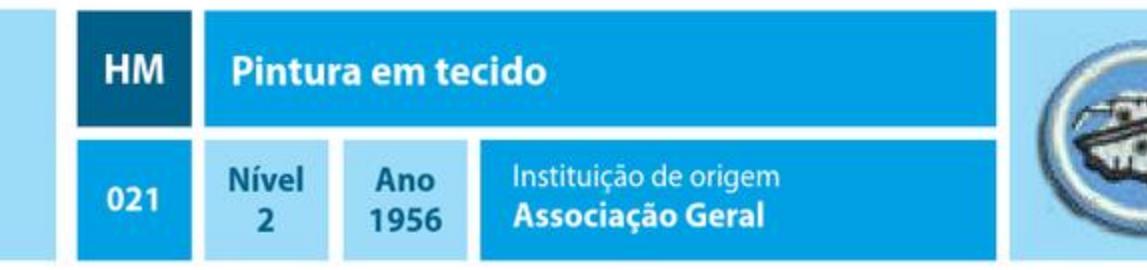 HM
Pintura em tecido
021
Nível
2
Ano
1956
Instituição de origem
Associação Geral